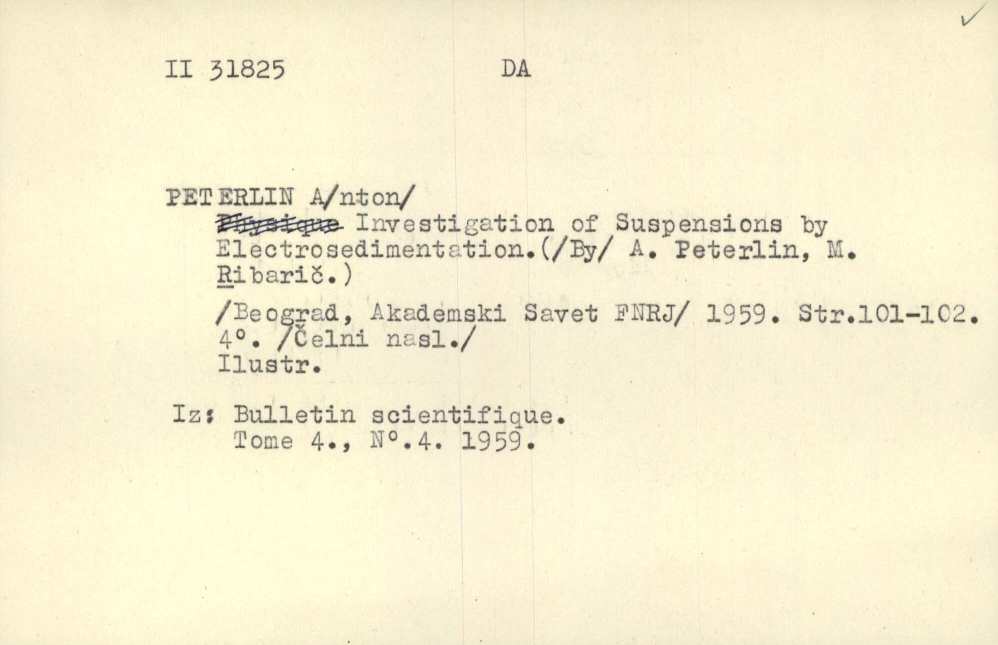 II 31825 DA
PETERLIN A/nton/
Physique Investigation of Suspensions by
Electrosedimentation.(/By/ A. Peterlin, M.
Ribarič.)
/Beograd, Akademski Savet FNRJ/ 1959. Str.101-102.
4°. /Čelni nasl./
Ilustr.
Iz: Bulletin scientifique.
Tome 4., N°.4. 1959.